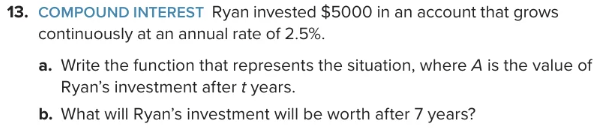 13. COMPOUND INTEREST Ryan invested $5000 in an account that grows
continuously at an annual rate of 2.5%.
a. Write the function that represents the situation, where A is the value of
Ryan's investment after t years.
b. What will Ryan's investment will be worth after 7 years?